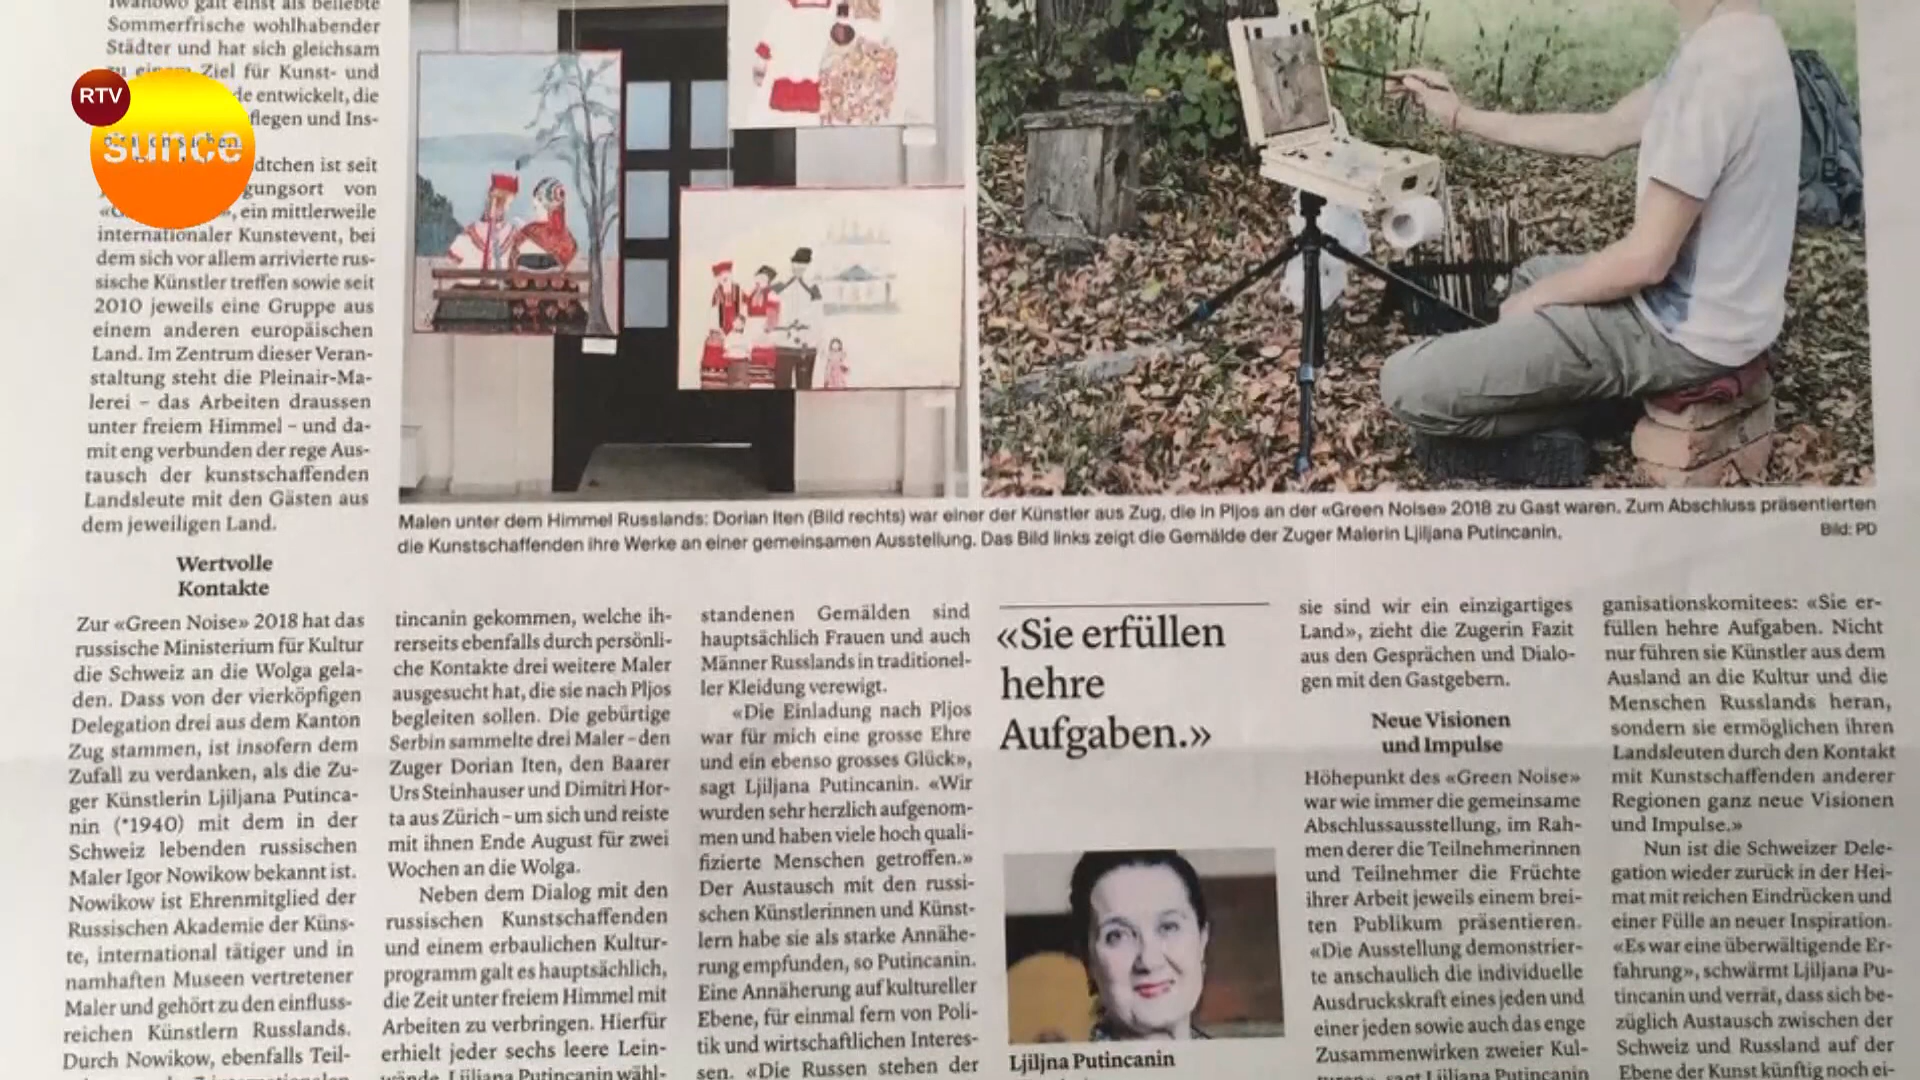 RTV
sunce
Iwanowo galt einst als beliebte
Sommerfrische wohlhabender
Städter und hat sich gleichsam
zu einem Ziel für Kunst- und
de entwickelt, die
flegen und Ins-
dtchen ist seit
gungsort von
ein mittlerweile
internationaler Kunstevent, bei
dem sich vor allem arrivierte rus-
sische Künstler treffen sowie seit
2010 jeweils eine Gruppe aus
einem anderen europäischen
Land. Im Zentrum dieser Veran-
staltung steht die Pleinair-Ma-
lerei – das Arbeiten draussen
unter freiem Himmel – und da-
mit eng verbunden der rege Aus-
tausch der kunstschaffenden
Landsleute mit den Gästen aus
dem jeweiligen Land.
Malen unter dem Himmel Russlands: Dorian Iten (Bild rechts) war einer der Künstler aus Zug, die in Pljos an der «Green Noise» 2018 zu Gast waren. Zum Abschluss präsentierten
die Kunstschaffenden ihre Werke an einer gemeinsamen Ausstellung. Das Bild links zeigt die Gemälde der Zuger Malerin Ljiljana Putincanin.
Bild: PD
Wertvolle
Kontakte
Zur «Green Noise» 2018 hat das
russische Ministerium für Kultur
die Schweiz an die Wolga gela-
den. Dass von der vierköpfigen
Delegation drei aus dem Kanton
Zug stammen, ist insofern dem
Zufall zu verdanken, als die Zu-
ger Künstlerin Ljiljana Putinca-
nin (*1940) mit dem in der
Schweiz lebenden russischen
Maler Igor Nowikow bekannt ist.
Nowikow ist Ehrenmitglied der
Russischen Akademie der Küns-
te, international tätiger und in
namhaften Museen vertretener
Maler und gehört zu den einfluss-
reichen Künstlern Russlands.
Durch Nowikow, ebenfalls Teil-
tincanin gekommen, welche ih-
rerseits ebenfalls durch persönli-
che Kontakte drei weitere Maler
ausgesucht hat, die sie nach Pljos
begleiten sollen. Die gebürtige
Serbin sammelte drei Maler – den
Zuger Dorian Iten, den Baarer
Urs Steinhauser und Dimitri Hor-
ta aus Zürich – um sich und reiste
mit ihnen Ende August für zwei
Wochen an die Wolga.
Neben dem Dialog mit den
russischen Kunstschaffenden
und einem erbaulichen Kultur-
programm galt es hauptsächlich,
die Zeit unter freiem Himmel mit
Arbeiten zu verbringen. Hierfür
erhielt jeder sechs leere Lein-
wände. Ljiljana Putincanin wähl-
standenen Gemälden sind
hauptsächlich Frauen und auch
Männer Russlands in traditionel-
ler Kleidung verewigt.
«Die Einladung nach Pljos
war für mich eine grosse Ehre
und ein ebenso grosses Glück»,
sagt Ljiljana Putincanin. «Wir
wurden sehr herzlich aufgenom-
men und haben viele hoch quali-
fizierte Menschen getroffen.»
Der Austausch mit den russi-
schen Künstlerinnen und Künst-
lern habe sie als starke Annähe-
rung empfunden, so Putincanin.
Eine Annäherung auf kultureller
Ebene, für einmal fern von Poli-
tik und wirtschaftlichen Interes-
sen. «Die Russen stehen der
«Sie erfüllen
hehre
Aufgaben.»
Ljiljna Putincanin
sie sind wir ein einzigartiges
Land», zieht die Zugerin Fazit
aus den Gesprächen und Dialo-
gen mit den Gastgebern.
Neue Visionen
und Impulse
Höhepunkt des «Green Noise»
war wie immer die gemeinsame
Abschlussausstellung, im Rah-
men derer die Teilnehmerinnen
und Teilnehmer die Früchte
ihrer Arbeit jeweils einem brei-
ten Publikum präsentieren.
«Die Ausstellung demonstrier-
te anschaulich die individuelle
Ausdruckskraft eines jeden und
einer jeden sowie auch das enge
Zusammenwirken zweier Kul-
sagt Ljiljana Putincanin
ganisationskomitees: «Sie er-
füllen hehre Aufgaben. Nicht
nur führen sie Künstler aus dem
Ausland an die Kultur und die
Menschen Russlands heran,
sondern sie ermöglichen ihren
Landsleuten durch den Kontakt
mit Kunstschaffenden anderer
Regionen ganz neue Visionen
und Impulse.»
Nun ist die Schweizer Dele-
gation wieder zurück in der Hei-
mat mit reichen Eindrücken und
einer Fülle an neuer Inspiration.
«Es war eine überwältigende Er-
fahrung», schwärmt Ljiljana Pu-
tincanin und verrät, dass sich be-
züglich Austausch zwischen der
Schweiz und Russland auf der
Ebene der Kunst künftig noch ei-